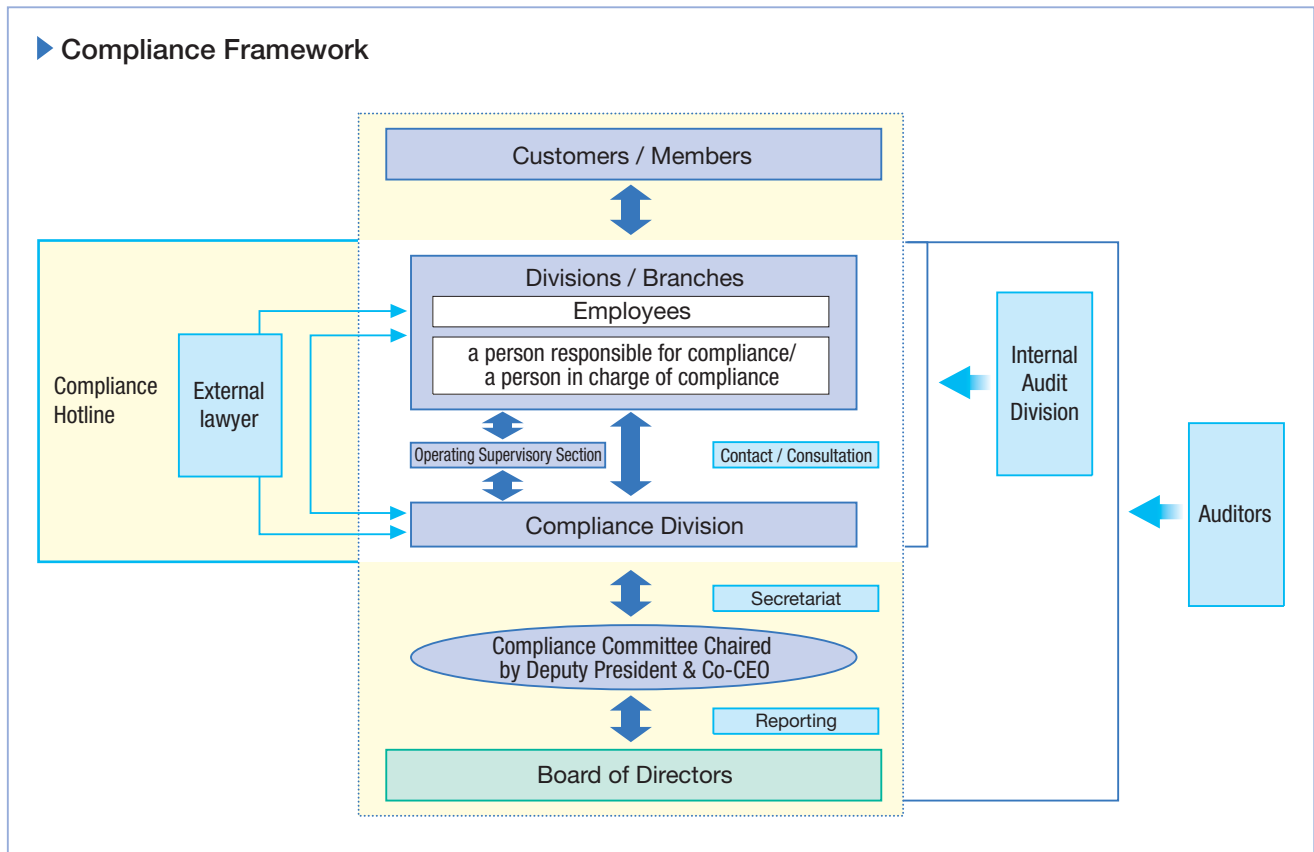 Compliance Framework
Customers / Members
Divisions / Branches
Employees
a person responsible for compliance/
a person in charge of compliance
Compliance
Hotline
External
lawyer
Internal
Audit
Division
Operating Supervisory Section
Contact / Consultation
Auditors
Compliance Division
Secretariat
Compliance Committee Chaired
by Deputy President & Co-CEO
Reporting
Board of Directors